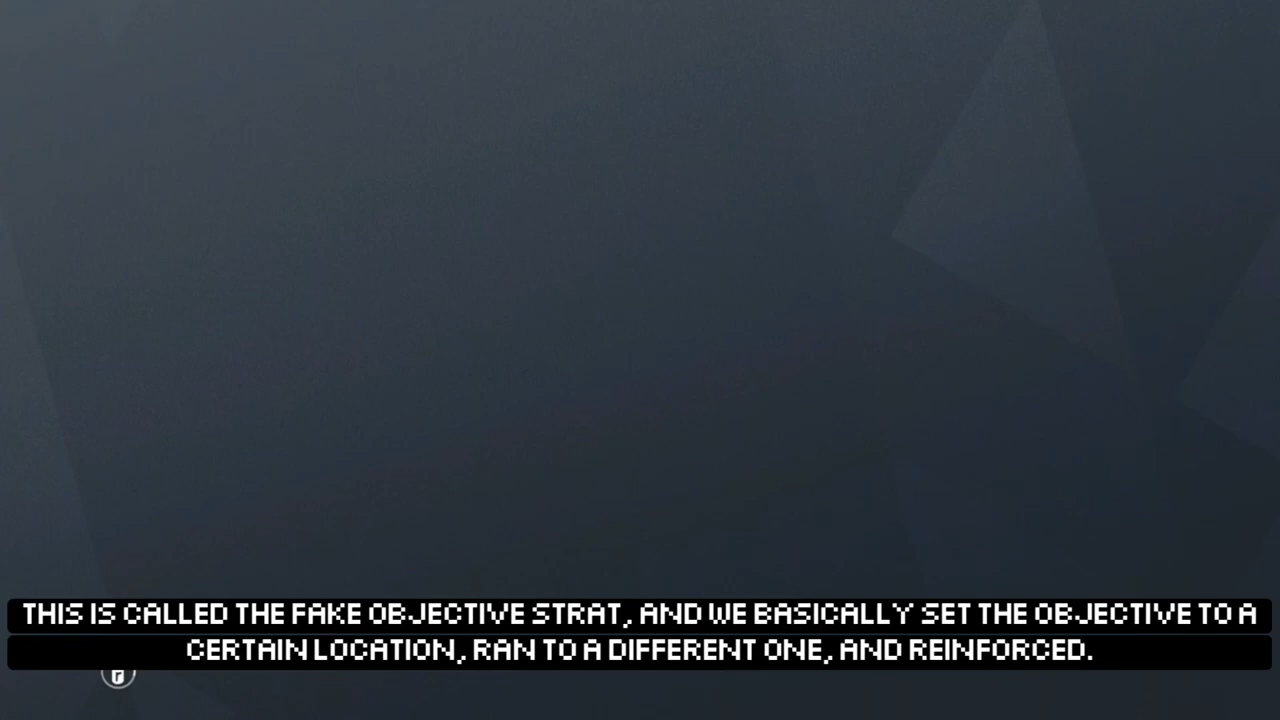 THIS IS CALLED THE FAKE OBJECTIVE STRAT, AND WE BASICALLY SET THE OBJECTIVE TO A
CERTAIN LOCATION, RAN TO A DIFFERENT ONE, AND REINFORCED.
r